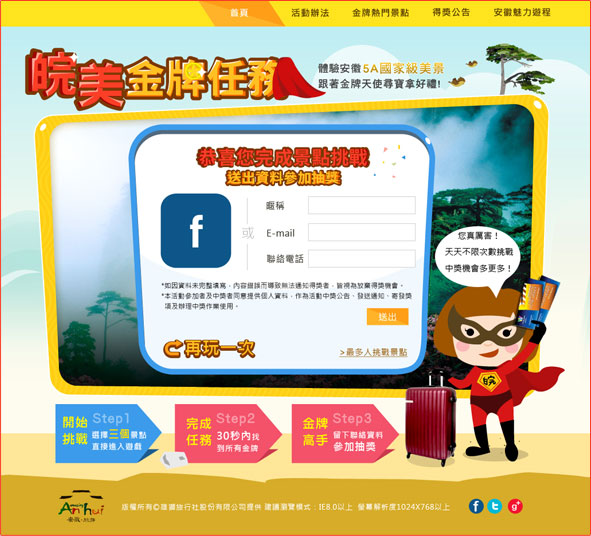 首頁 活動辦法 金牌熱門景點 得獎公告 安徽魅力遊程
皖美金牌任務
體驗安徽5A國家級美景
跟著金牌天使尋寶拿好禮!
恭喜您完成景點挑戰
送出資料參加抽獎
f
或
暱稱
E-mail
聯絡電話
*如因資料未完整填寫、內容錯誤而導致無法通知得獎者，皆視為放棄得獎機會。
*本活動參加者及中獎者同意提供個人資料，作為活動中獎公告、發送通知、寄發獎
項及辦理中獎作業使用。
送出
再玩一次
>最多人挑戰景點
您真厲害！
天天不限次數挑戰
中獎機會多更多！
皖
開始
挑戰
Step1
選擇三個景點
直接進入遊戲
完成
任務
Step2
30秒內找
到所有金牌
金牌
高手
Step3
留下聯絡資料
參加抽獎
Anhui
版權所有©雄獅旅行社股份有限公司提供 建議瀏覽模式：IE8.0以上 螢幕解析度1024X768以上
f
g+